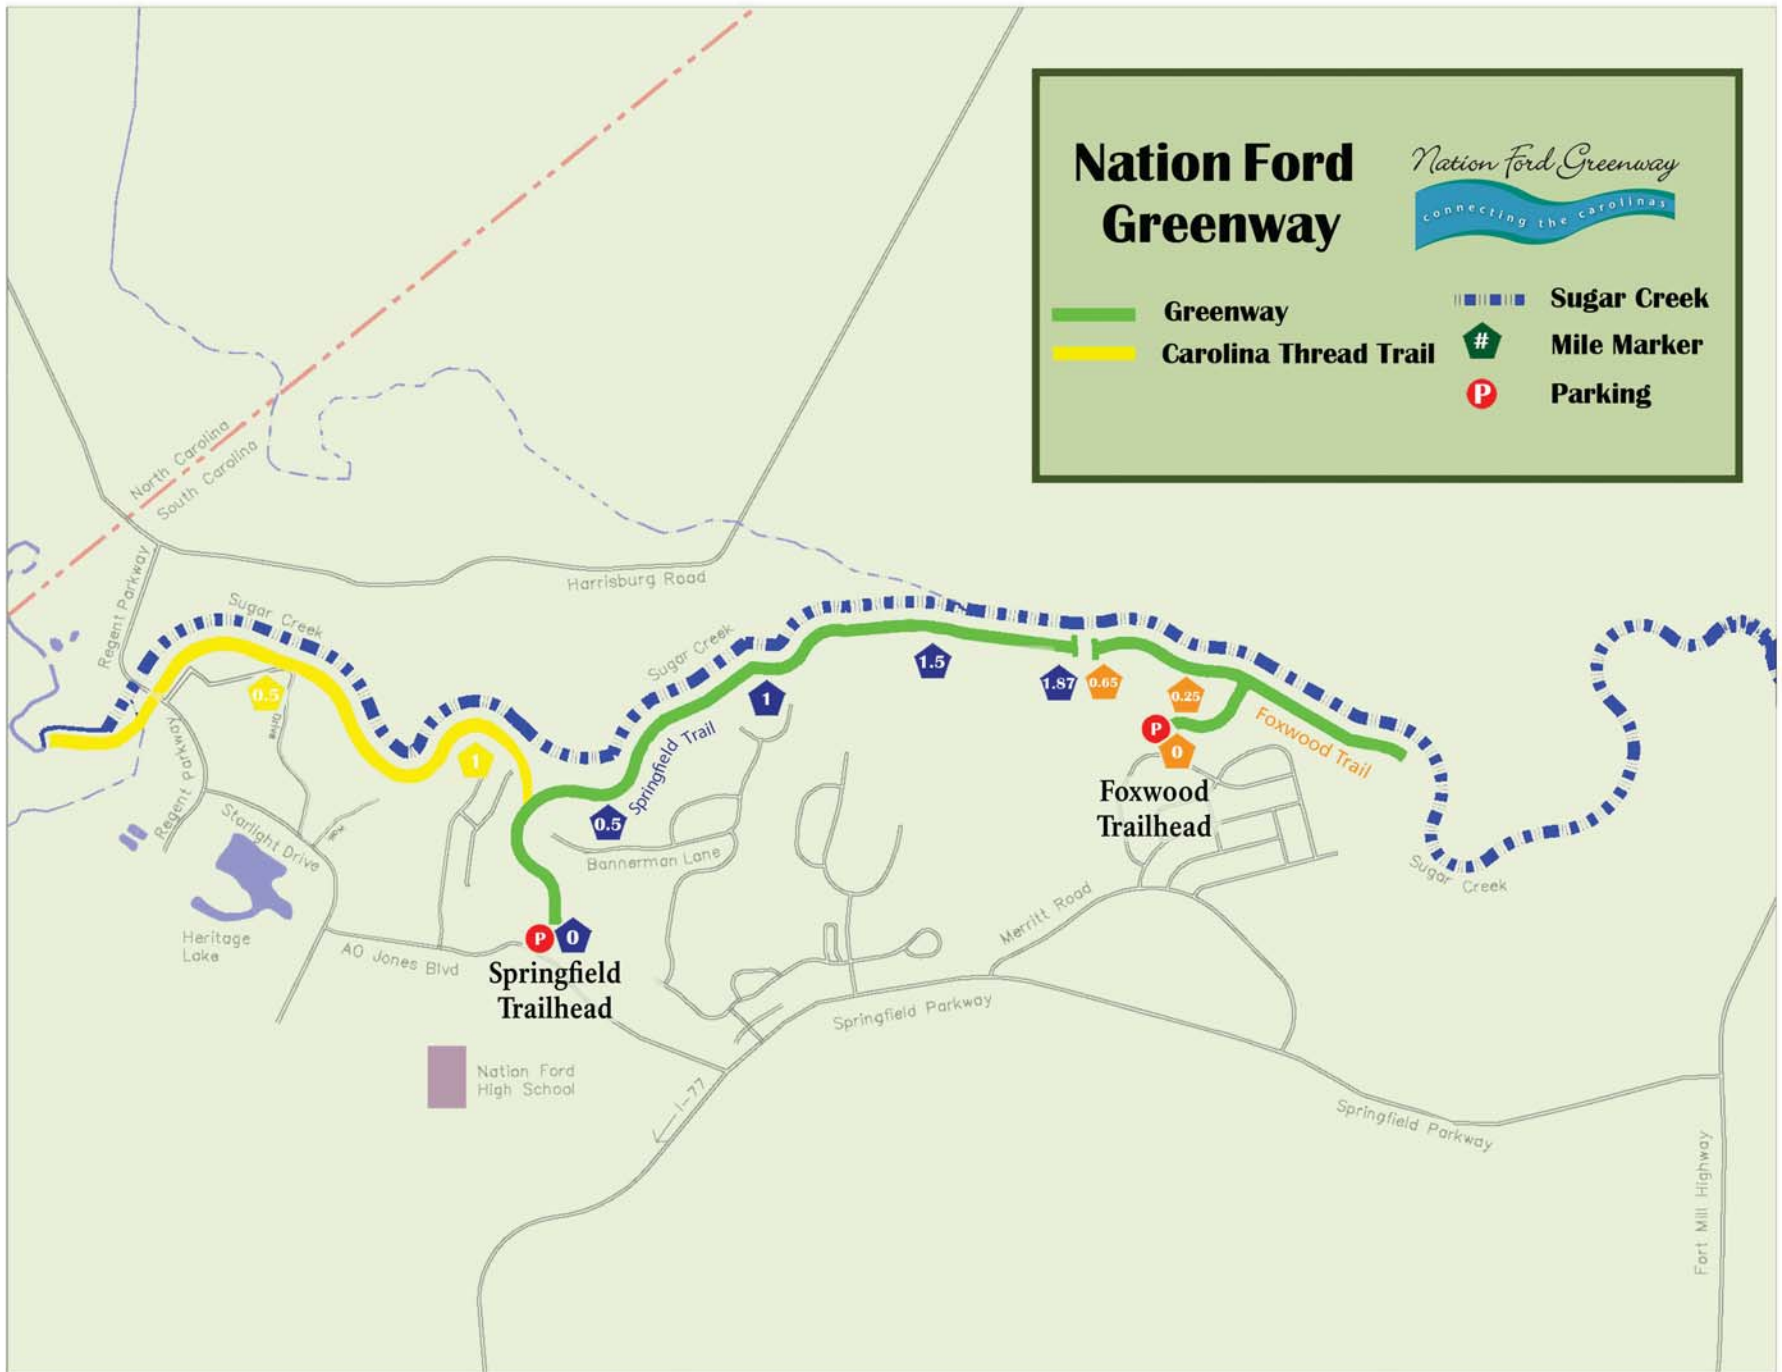 Nation Ford
Greenway
Nation Ford Greenway
connecting the carolinas
Greenway
Carolina Thread Trail
Sugar Creek
#
Mile Marker
P
Parking
North Carolina
South Carolina
Regent Parkway
Harrisburg Road
Sugar Creek
Sugar Creek
0.5
1
Drive
Regent Parkway
Starlight Drive
Heritage
Lake
AO Jones Blvd
Springfield Trail
0.5
1
1.5
1.87
0.65
0.25
P
0
Foxwood
Trailhead
Foxwood Trail
Bannerman Lane
P
0
Springfield
Trailhead
Merritt Road
Sugar Creek
Springfield Parkway
Nation Ford
High School
I-77
Springfield Parkway
Fort Mill Highway